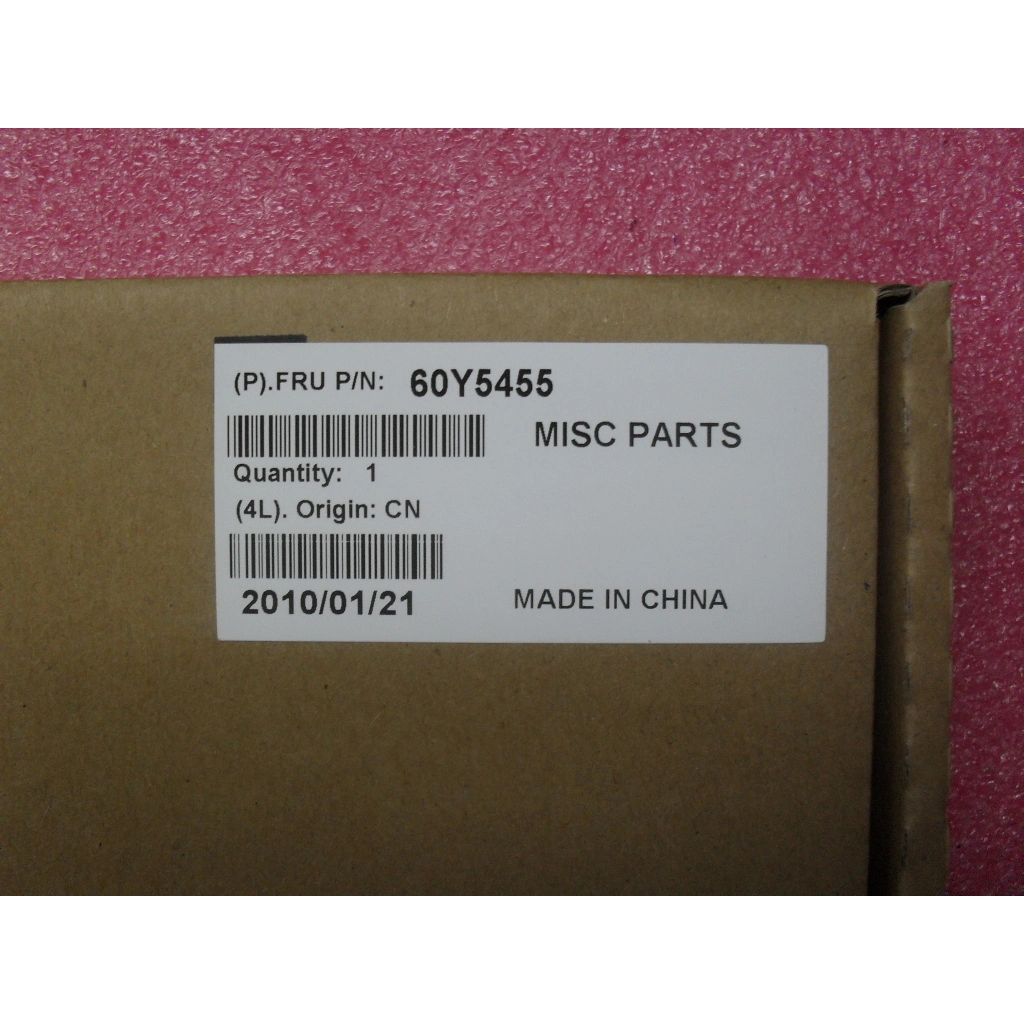 (P).FRU P/N: 60Y5455
MISC PARTS
Quantity: 1
(4L). Origin: CN
2010/01/21 MADE IN CHINA